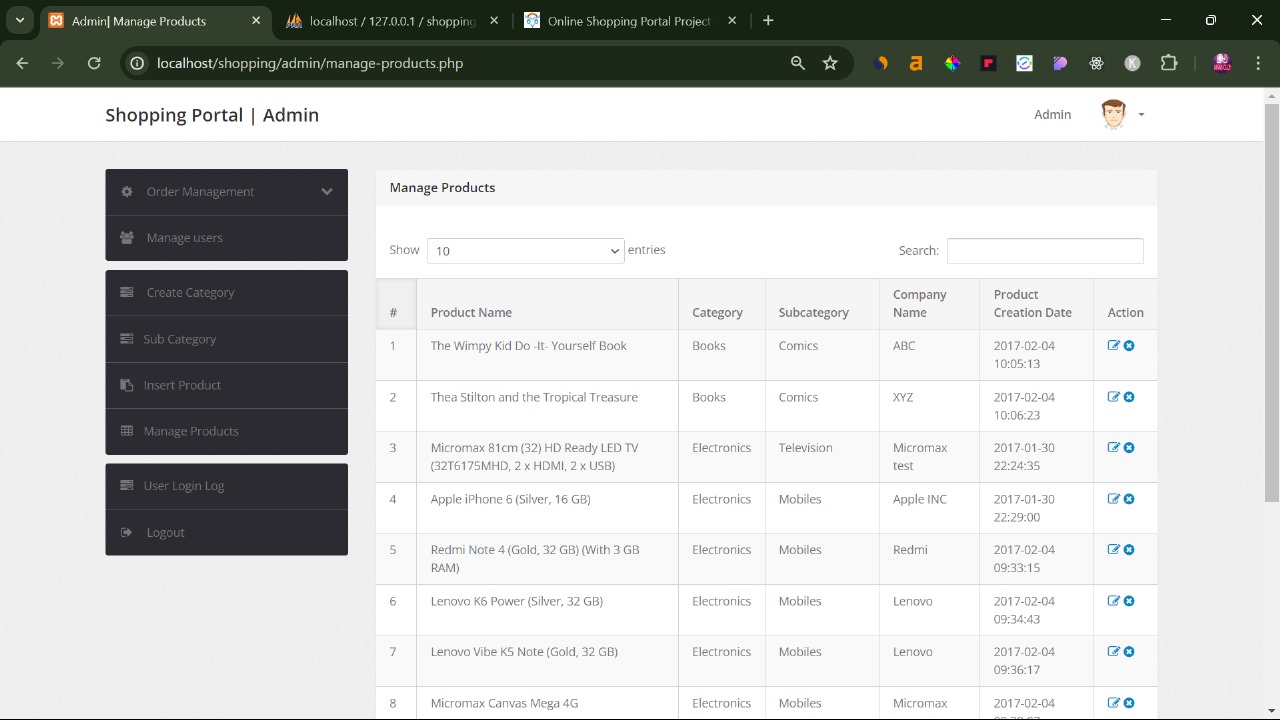 Admin| Manage Products
localhost / 127.0.0.1 / shopping
Online Shopping Portal Project
localhost/shopping/admin/manage-products.php
Shopping Portal | Admin
Admin
Order Management
Manage users
Create Category
Sub Category
Insert Product
Manage Products
User Login Log
Logout
Manage Products
Show 10 entries
Search:
# Product Name Category Subcategory Company Name Product Creation Date Action
1 The Wimpy Kid Do -It- Yourself Book Books Comics ABC 2017-02-04
10:05:13
2 Thea Stilton and the Tropical Treasure Books Comics XYZ 2017-02-04
10:06:23
3 Micromax 81cm (32) HD Ready LED TV Electronics Television Micromax 2017-01-30
(32T6175MHD, 2 x HDMI, 2 x USB) test 22:24:35
4 Apple iPhone 6 (Silver, 16 GB) Electronics Mobiles Apple INC 2017-01-30
22:29:00
5 Redmi Note 4 (Gold, 32 GB) (With 3 GB Electronics Mobiles Redmi 2017-02-04
RAM) 09:33:15
6 Lenovo K6 Power (Silver, 32 GB) Electronics Mobiles Lenovo 2017-02-04
09:34:43
7 Lenovo Vibe K5 Note (Gold, 32 GB) Electronics Mobiles Lenovo 2017-02-04
09:36:17
8 Micromax Canvas Mega 4G Electronics Mobiles Micromax 2017-02-04